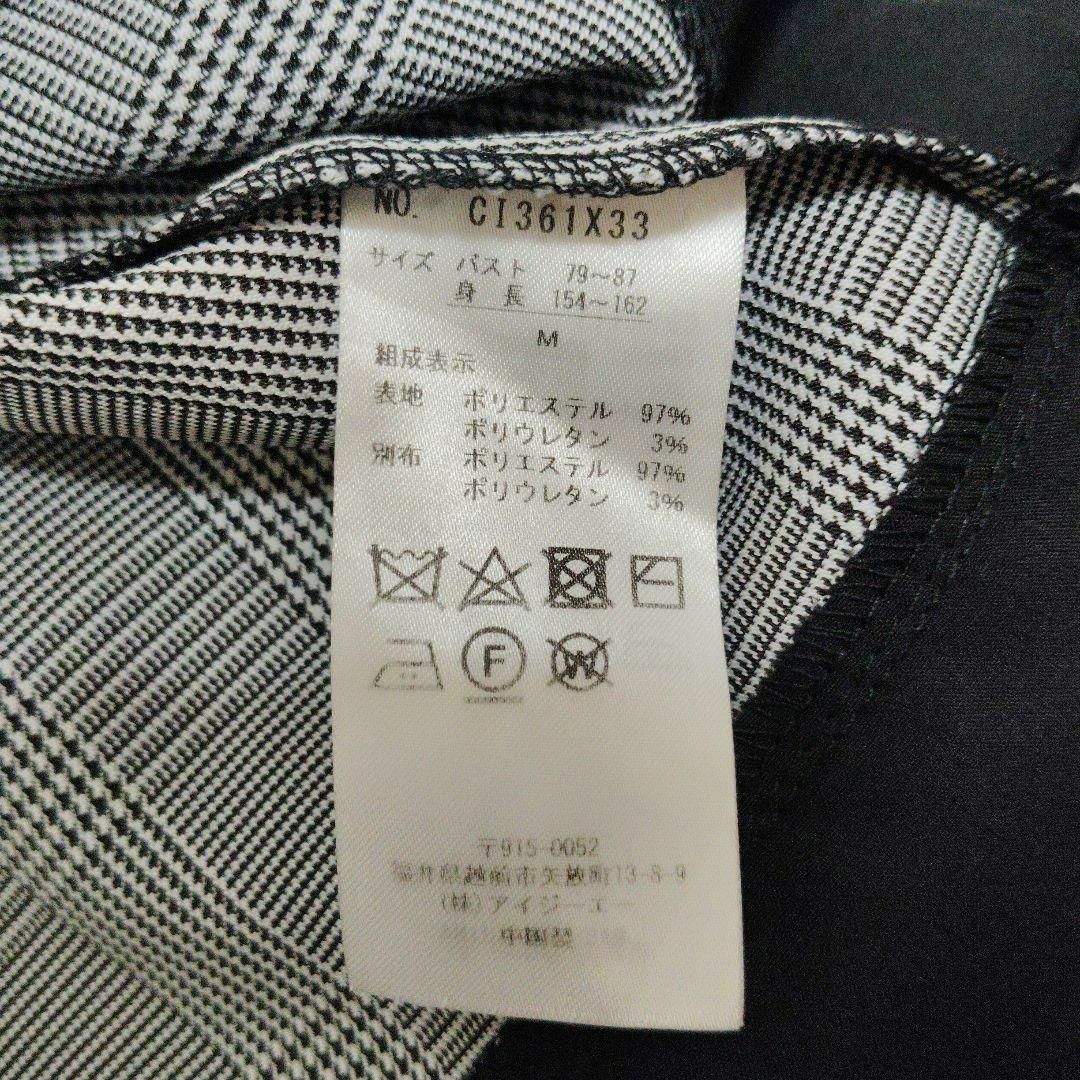 NO. CI361X33
サイズ バスト 79～87
身長 154～162
M
組成表示
表地 ポリエステル 97%
ポリウレタン 3%
別布 ポリエステル 97%
ポリウレタン 3%
F
W
〒915-0052
福井県越前市矢放町13-8-9
(株)アイジーエー
中国製